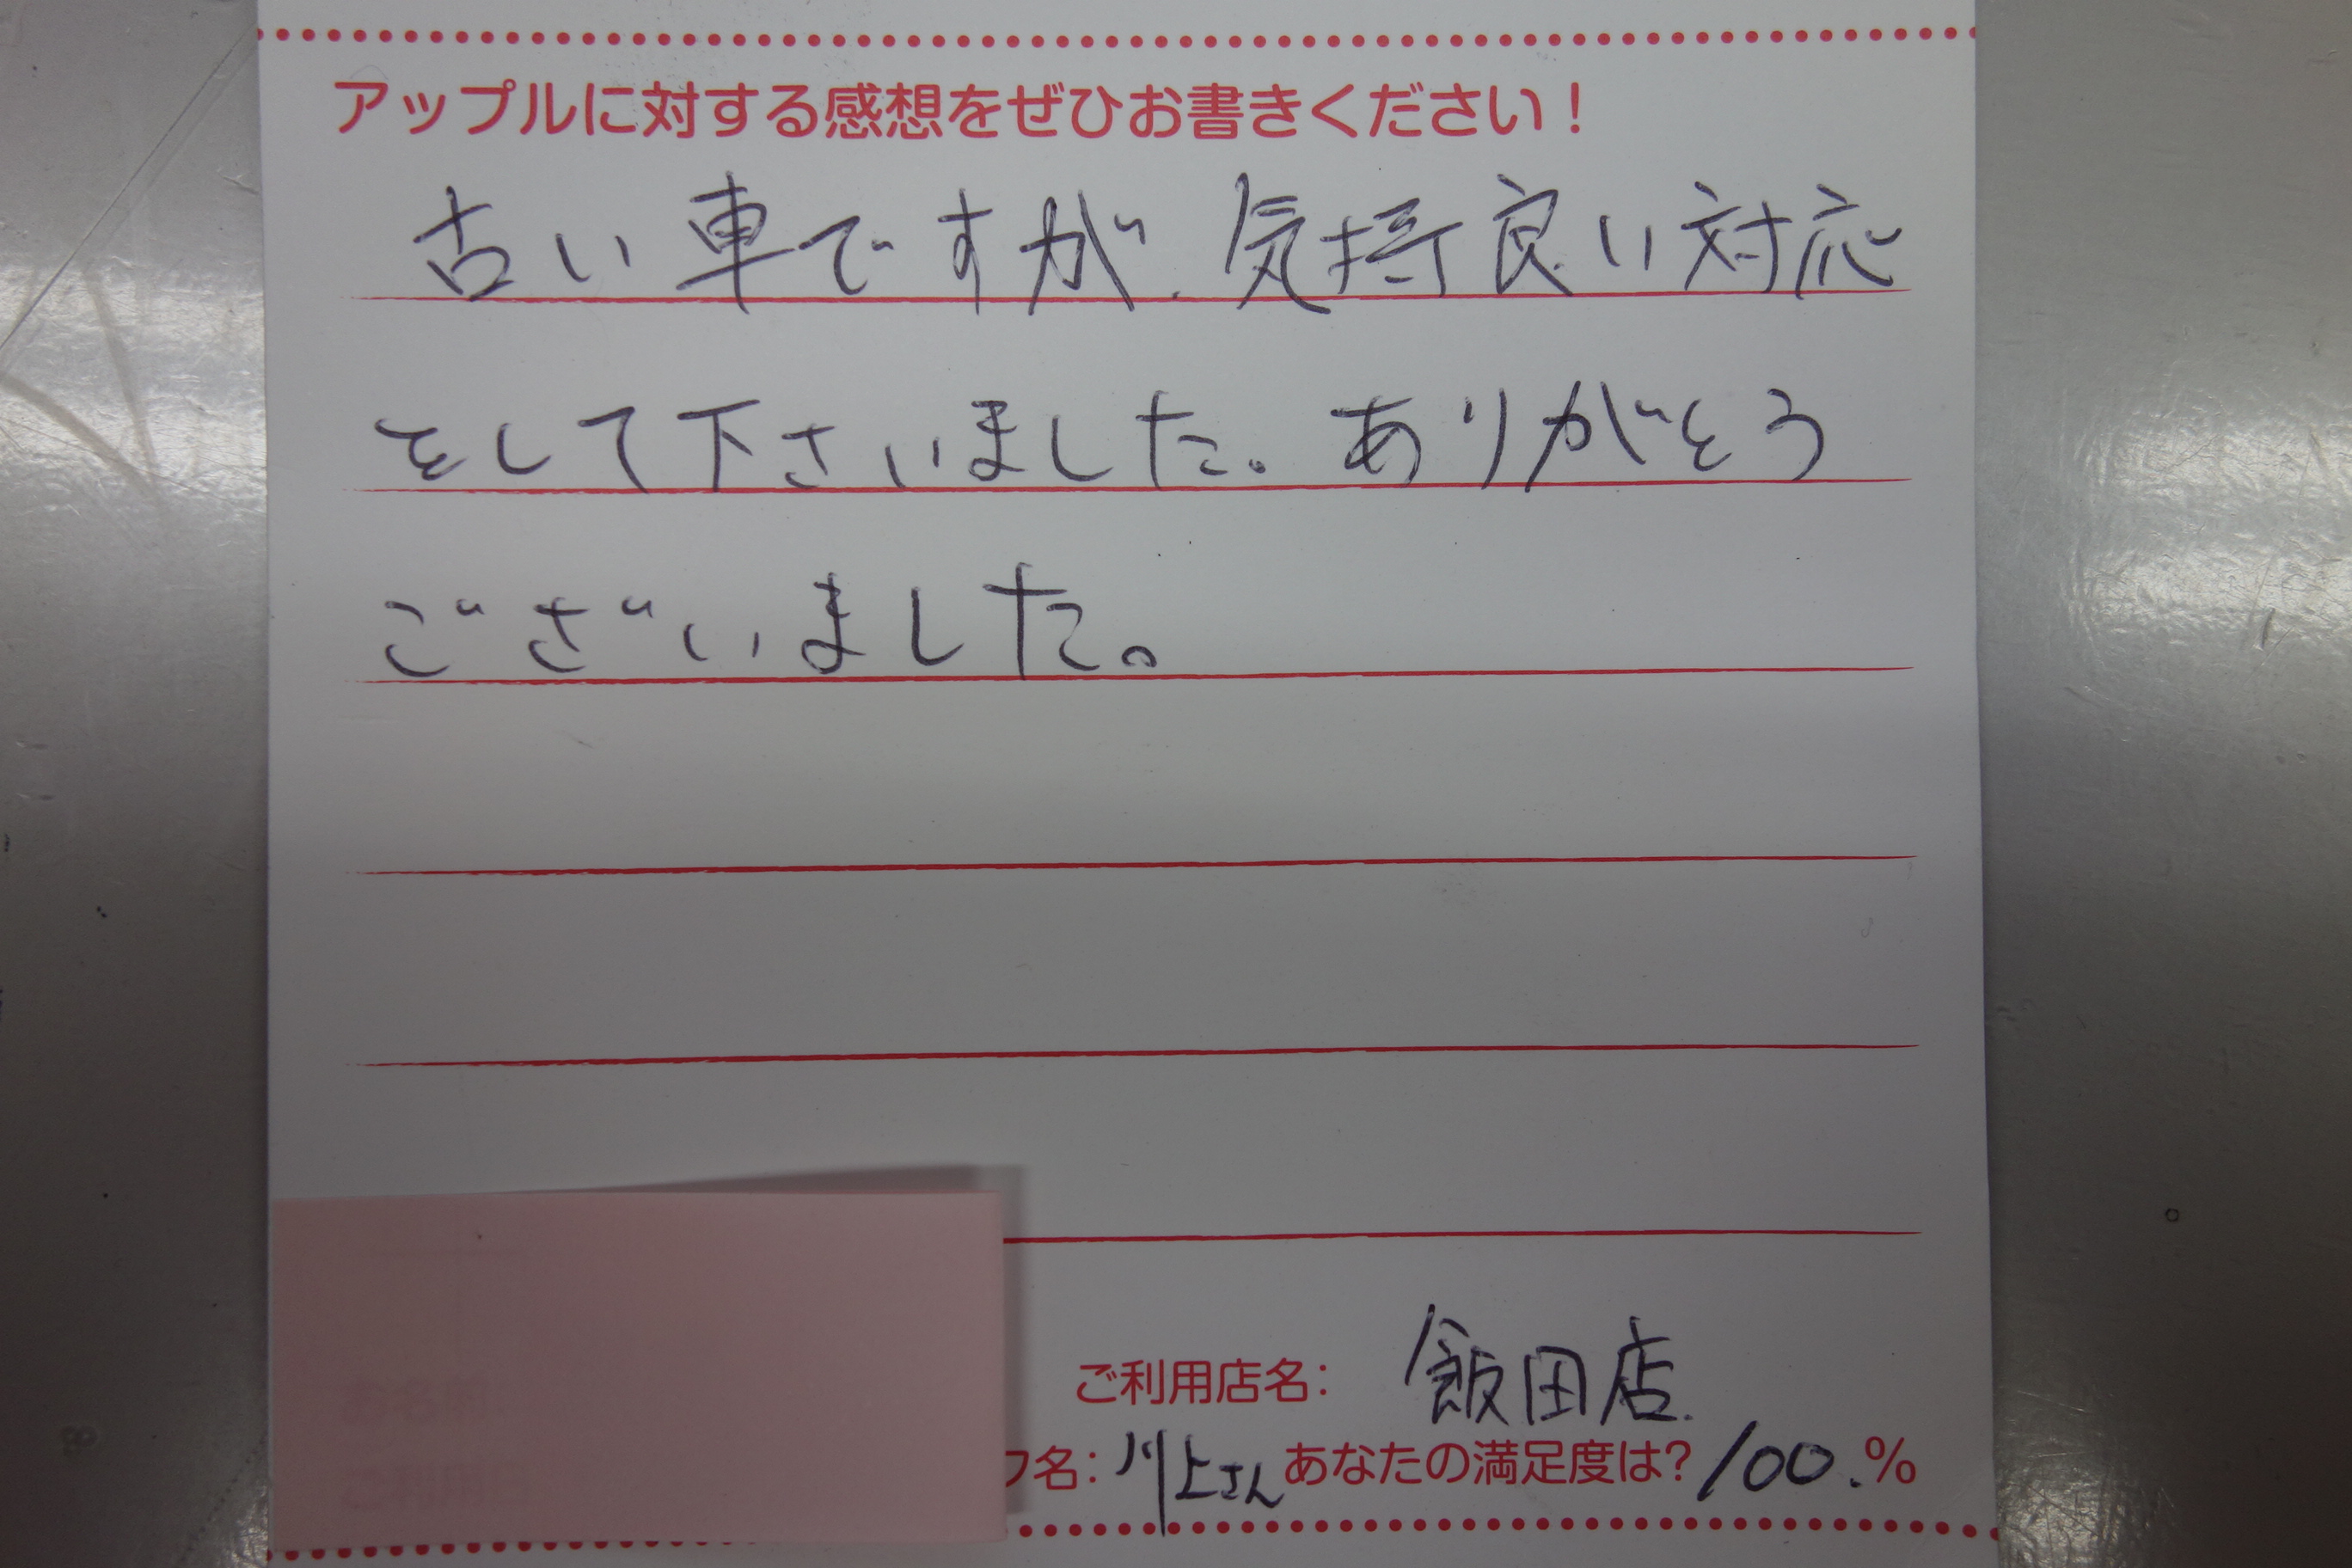 アップルに対する感想をぜひお書きください!
古い車ですが、気持良い対応
をして下さいました。ありがとう
ございました。
ご利用店名: 飯田店
フ名: 川上さん あなたの満足度は? 100.%